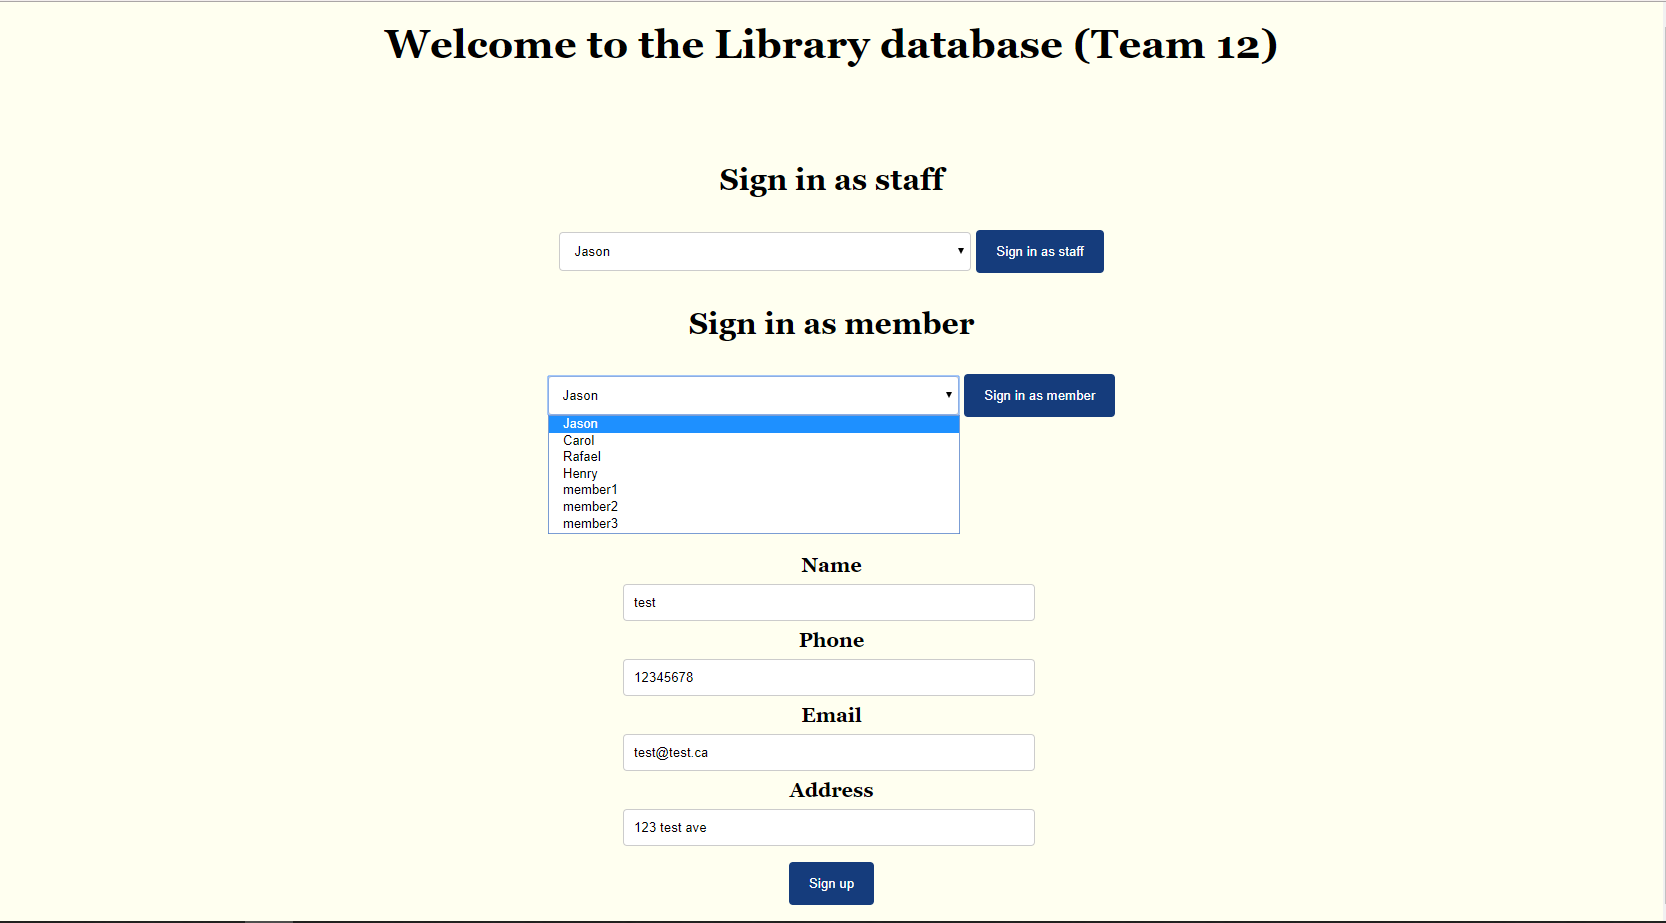 Welcome to the Library database (Team 12)
Sign in as staff
Jason
Sign in as staff
Sign in as member
Jason
Sign in as member
Jason
Carol
Rafael
Henry
member1
member2
member3
Name
test
Phone
12345678
Email
test@test.ca
Address
123 test ave
Sign up